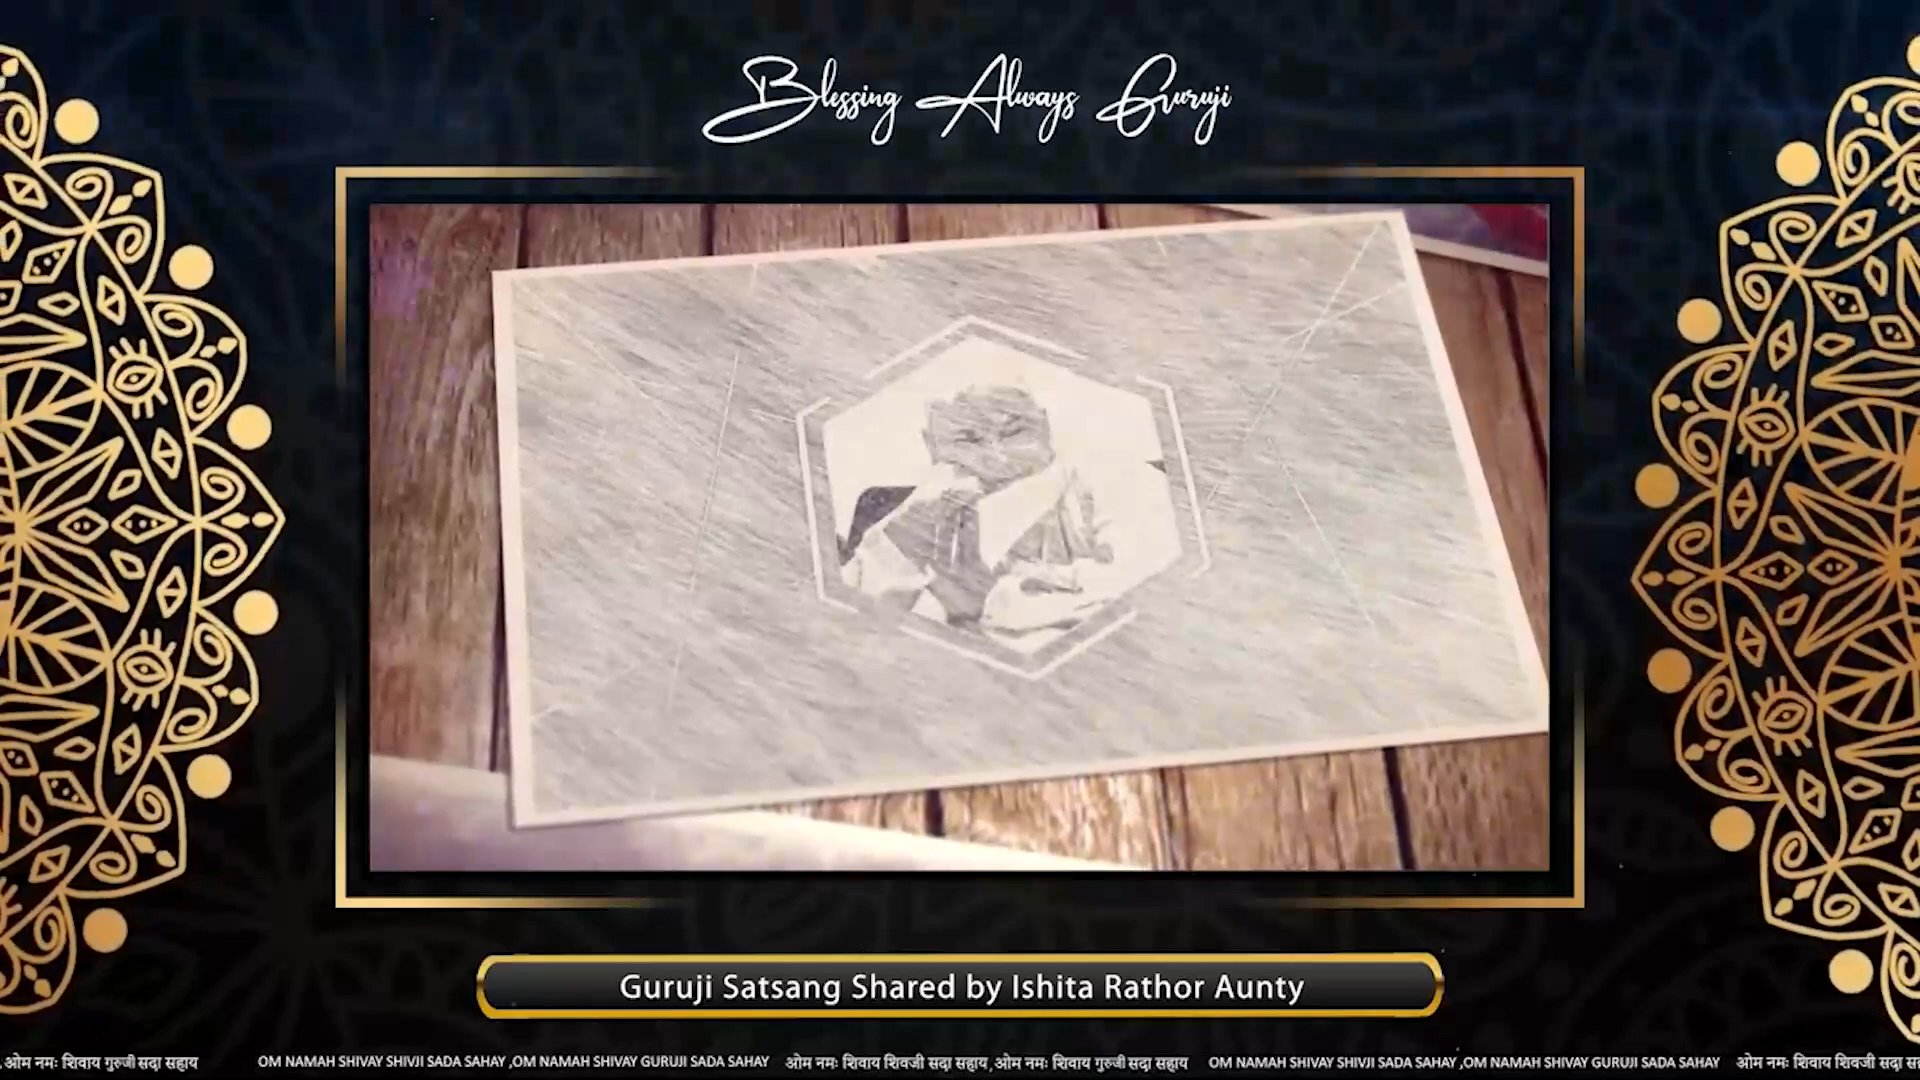 Blessing Always Guruji
Guruji Satsang Shared by Ishita Rathor Aunty
, ओम नमः शिवाय गुरुजी सदा सहाय OM NAMAH SHIVAY SHIVJI SADA SAHAY ,OM NAMAH SHIVAY GURUJI SADA SAHAY ओम नमः शिवाय शिवजी सदा सहाय, ओम नमः शिवाय गुरुजी सदा सहाय OM NAMAH SHIVAY SHIVJI SADA SAHAY ,OM NAMAH SHIVAY GURUJI SADA SAHAY ओम नमः शिवाय शिवजी सदा